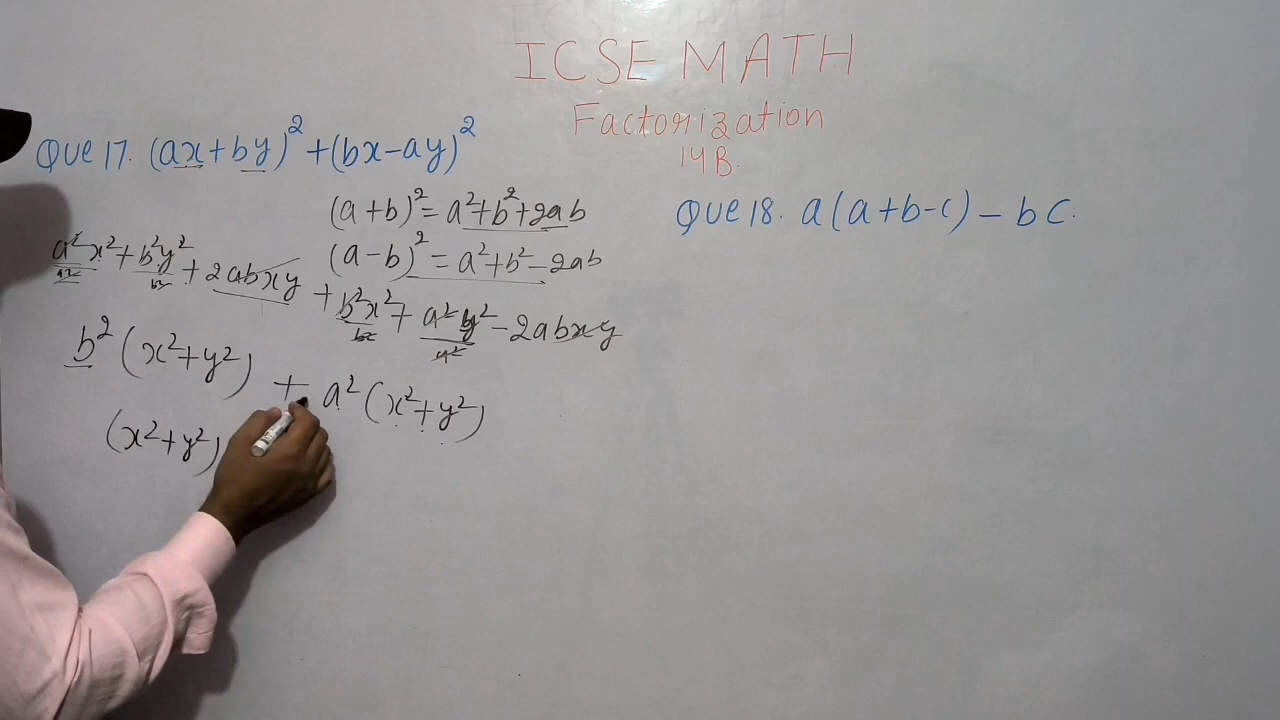 ICSE MATH
Factorization
14B.
QUE 17. (ax+by)² + (bx-ay)²
(a+b)² = a²+b²+2ab
(a-b)² = a²+b²-2ab
a²x² + b²y² + 2abxy + b²x² + a²y² - 2abxy
b²(x²+y²) + a²(x²+y²)
(x²+y²)
QUE 18. a(a+b-c) - bc.